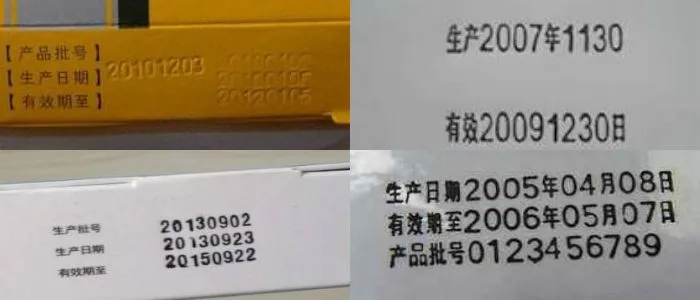 【产品批号】
【生产日期】20101203
【有效期至】
20120105
生产2007年1130
有效20091230日
生产批号 20130902
生产日期 20130923
有效期至 20150922
生产日期2005年04月08日
有效期至2006年05月07日
产品批号0123456789